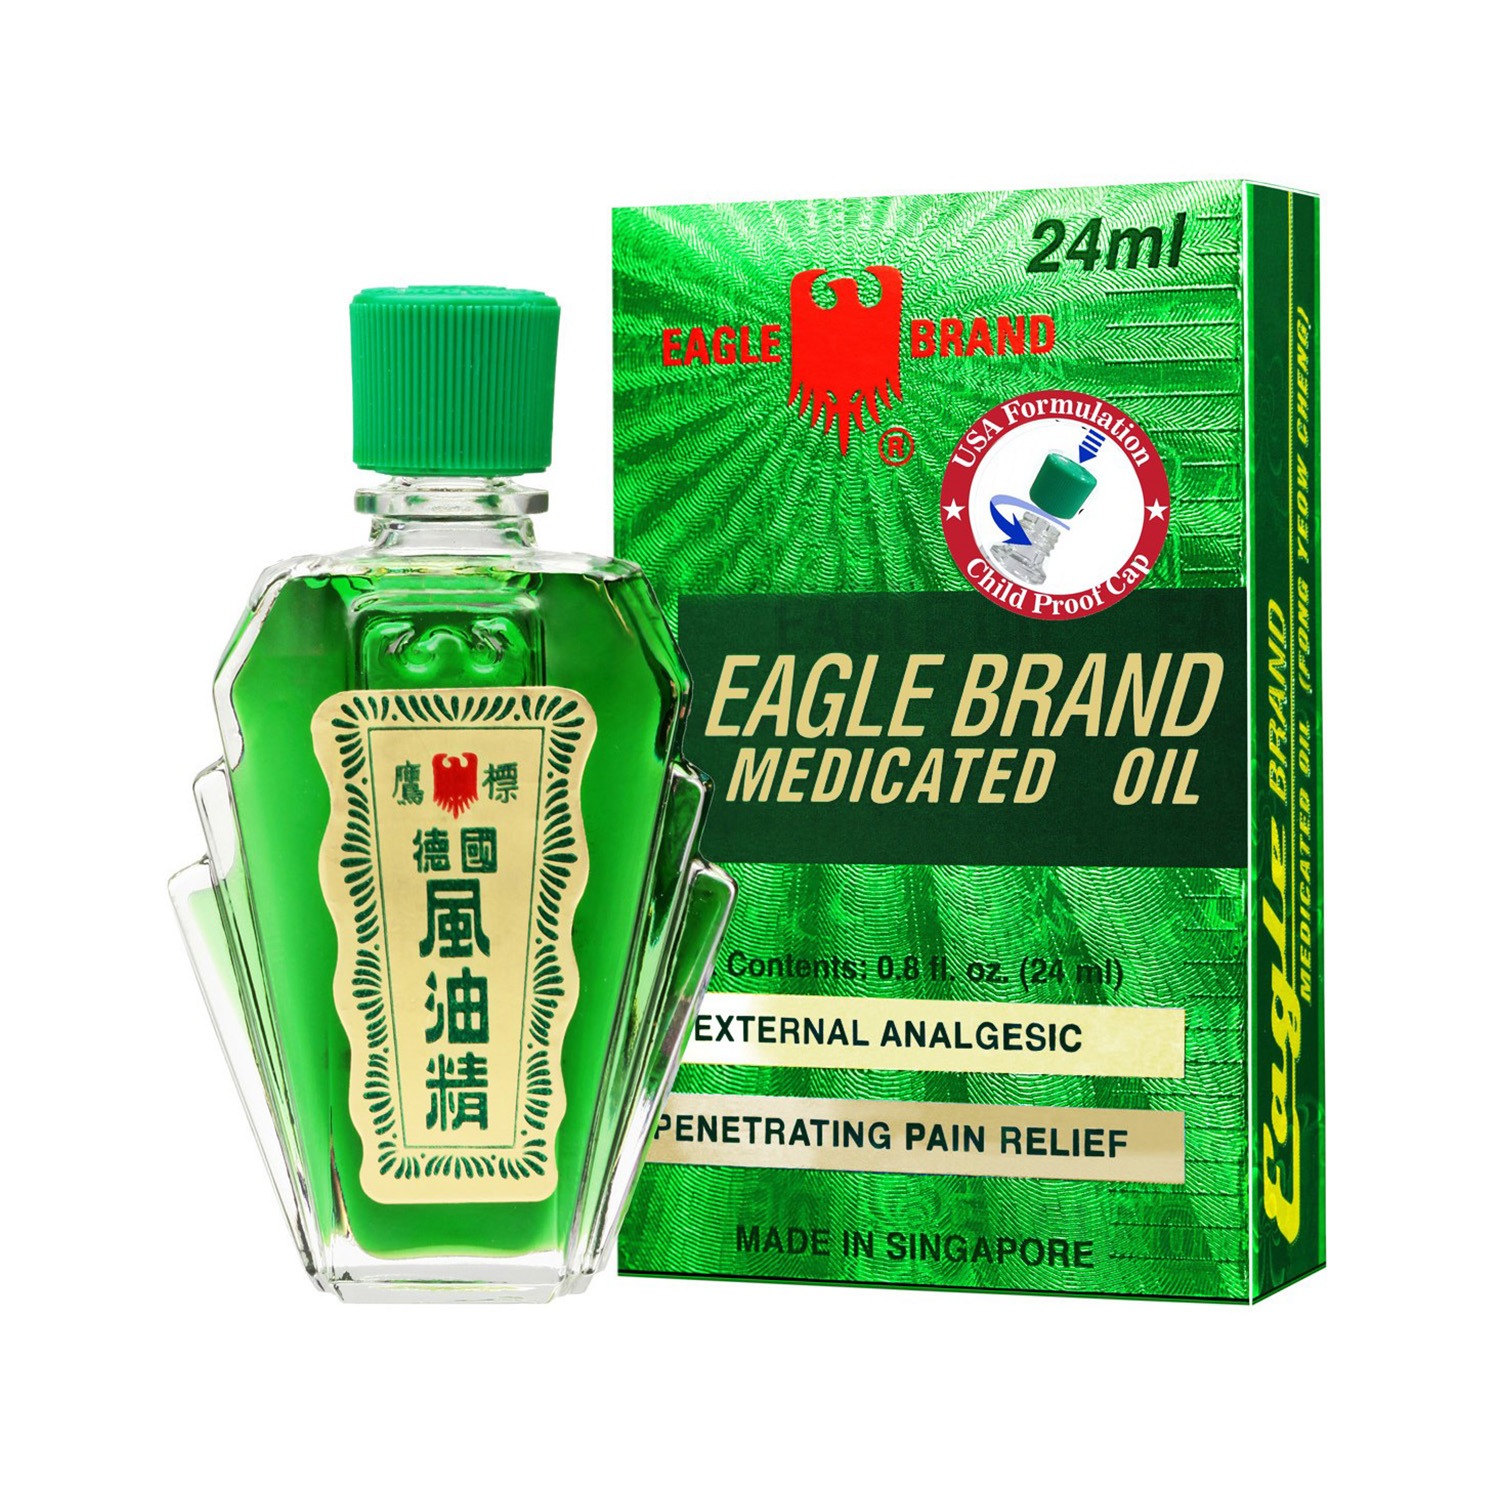 鷹標
德國
風油精
24ml
EAGLE BRAND
®
USA Formulation
Child Proof Cap
EAGLE BRAND
MEDICATED OIL
Contents: 0.8 fl. oz. (24 ml)
EXTERNAL ANALGESIC
PENETRATING PAIN RELIEF
MADE IN SINGAPORE
Eagle BRAND
MEDICATED OIL (FONG YEOW CHENG)